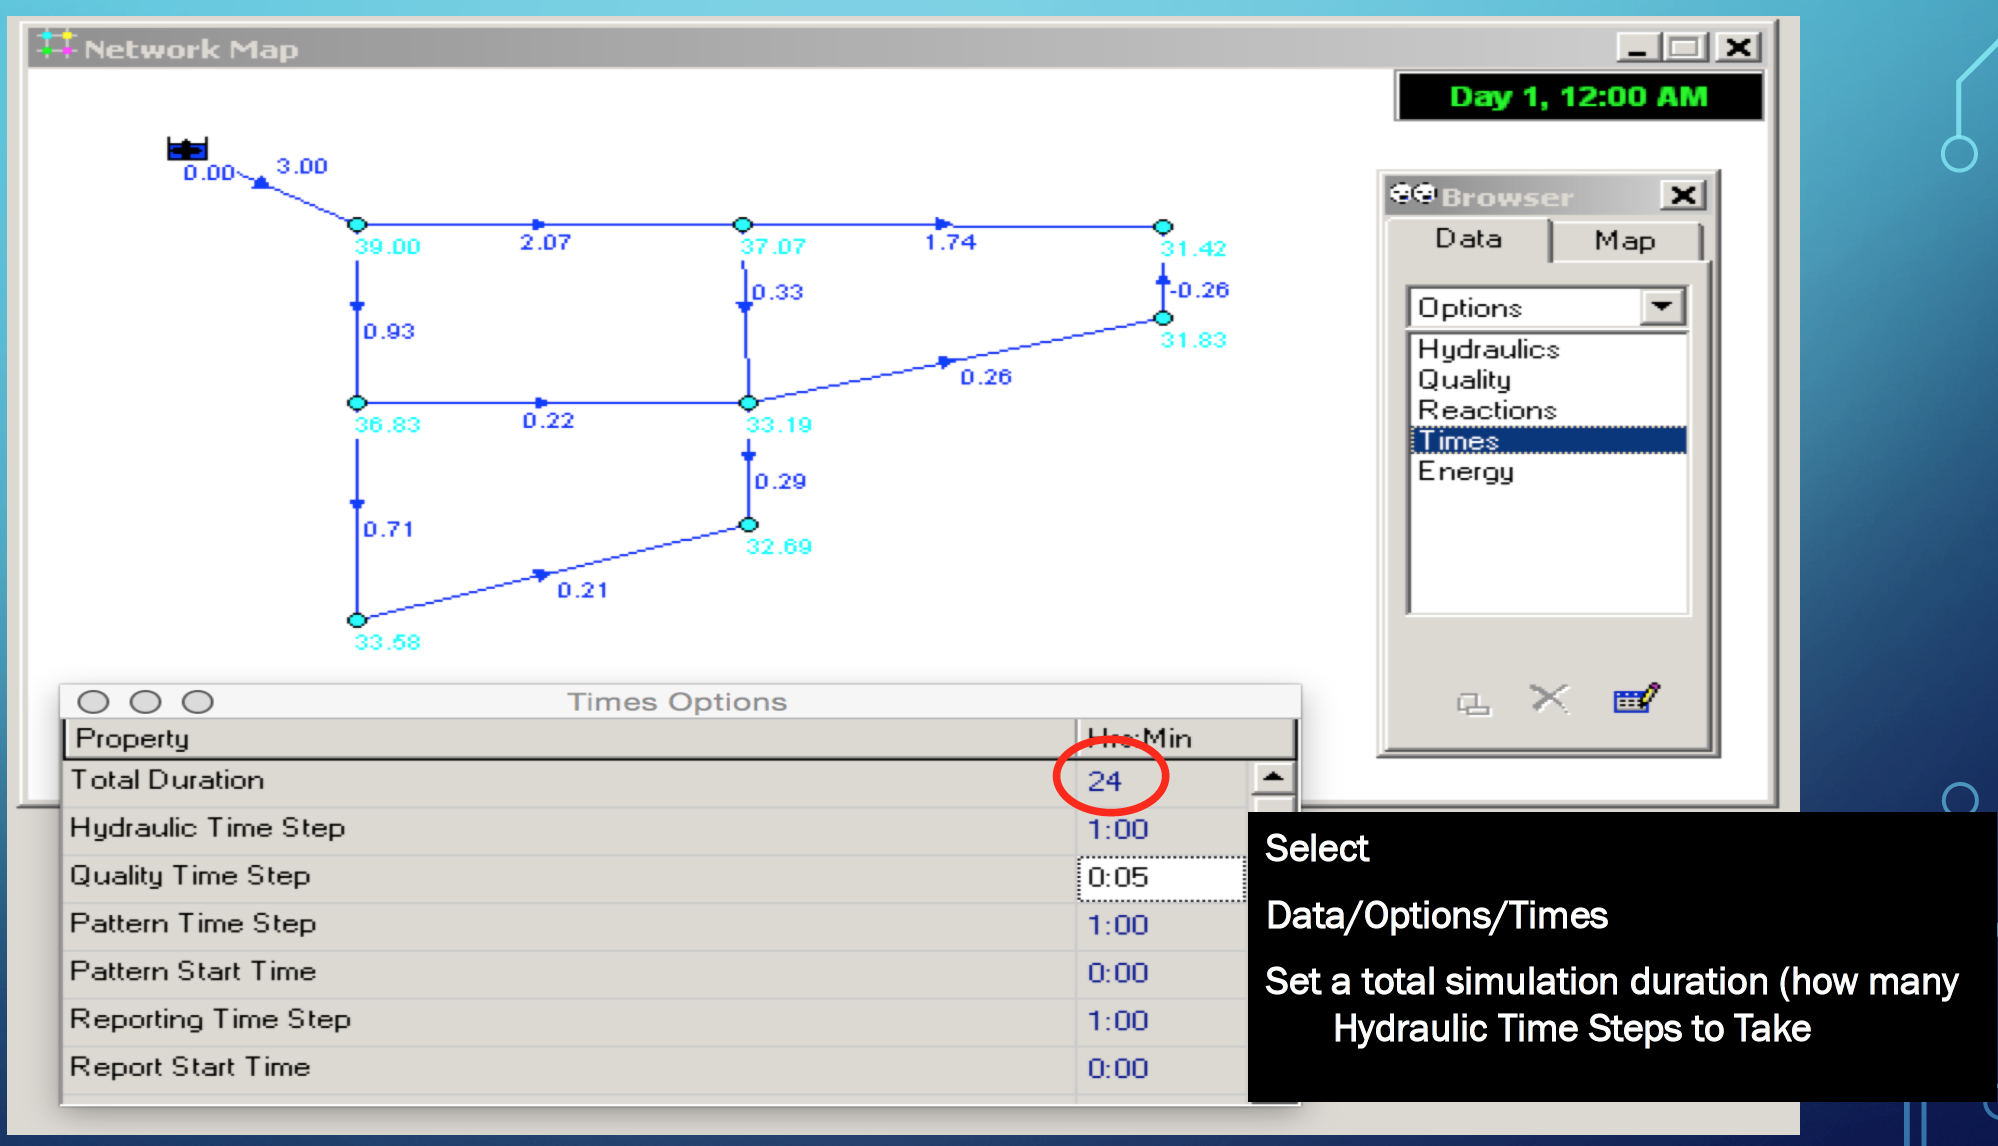 Network Map
Day 1, 12:00 AM
0.00
3.00
39.00
2.07
37.07
1.74
31.42
0.93
0.33
-0.26
31.83
0.26
36.83
0.22
33.19
0.29
0.71
32.69
0.21
33.58
Browser
Data
Map
Options
Hydraulics
Quality
Reactions
Times
Energy
Times Options
Property
Hrs:Min
Total Duration
24
Hydraulic Time Step
1:00
Quality Time Step
0:05
Pattern Time Step
1:00
Pattern Start Time
0:00
Reporting Time Step
1:00
Report Start Time
0:00
Select
Data/Options/Times
Set a total simulation duration (how many
Hydraulic Time Steps to Take